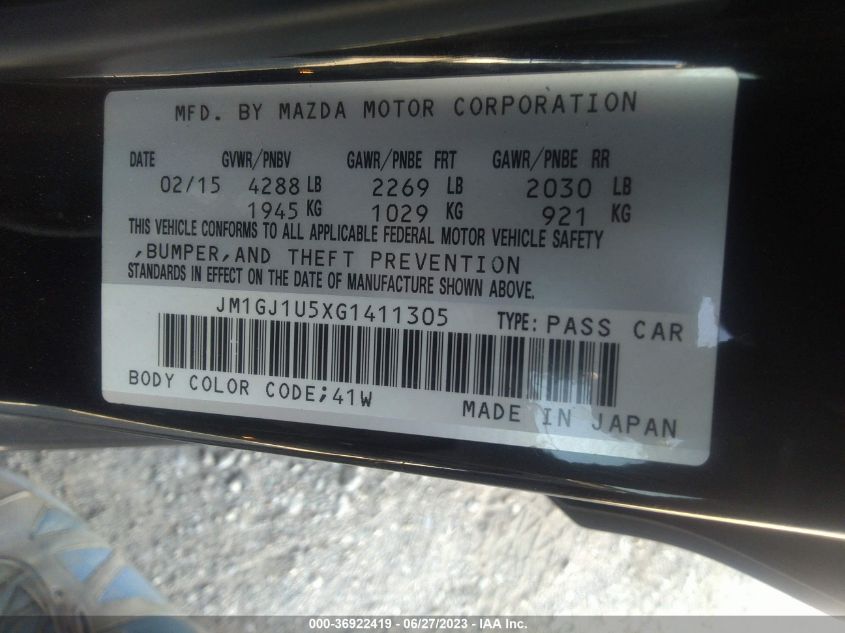 MFD. BY MAZDA MOTOR CORPORATION
DATE GVWR/PNBV GAWR/PNBE FRT GAWR/PNBE RR
02/15 4288 LB 2269 LB 2030 LB
1945 KG 1029 KG 921 KG
THIS VEHICLE CONFORMS TO ALL APPLICABLE FEDERAL MOTOR VEHICLE SAFETY
,BUMPER,AND THEFT PREVENTION
STANDARDS IN EFFECT ON THE DATE OF MANUFACTURE SHOWN ABOVE.
JM1GJ1U5XG1411305 TYPE: PASS CAR
BODY COLOR CODE;41W MADE IN JAPAN
000-36922419 - 06/27/2023 - IAA Inc.